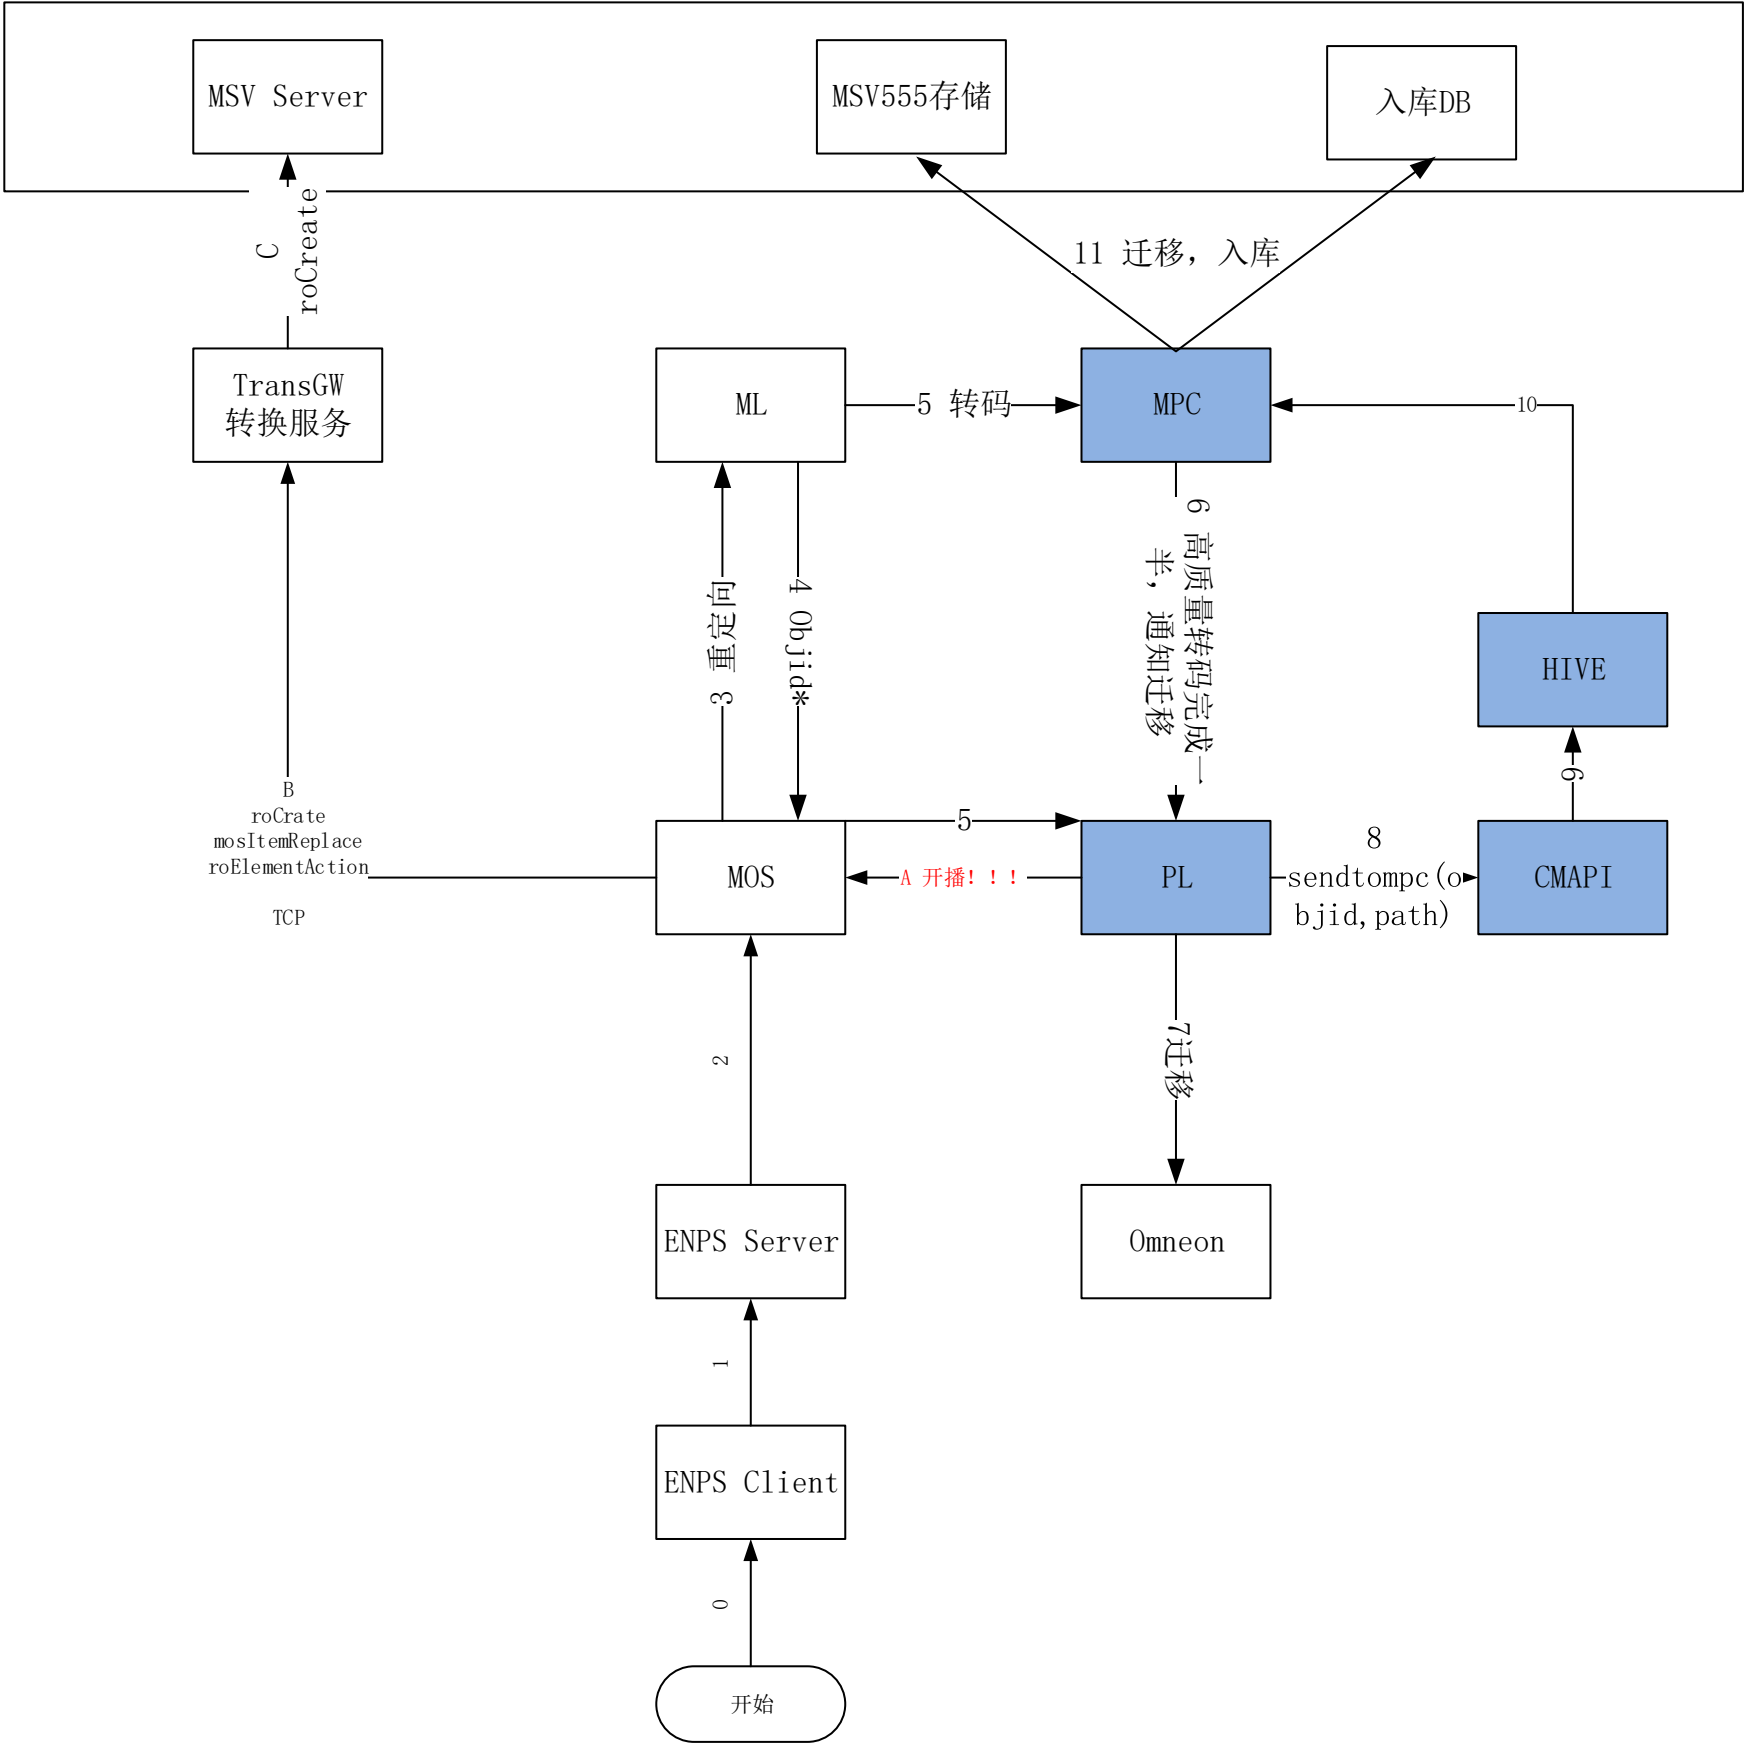 MSV Server
MSV555存储
入库DB
C
roCreate
11 迁移，入库
TransGW
转换服务
ML
5 转码
MPC
10
3 重定向
4 Objid*
6 高质量转码完成一
半，通知迁移
HIVE
9
B
roCrate
mosItemReplace
roElementAction
TCP
MOS
5
A 开播！！！
PL
8
sendtompc(o
bjid,path)
CMAPI
2
7迁移
ENPS Server
Omneon
1
ENPS Client
0
开始